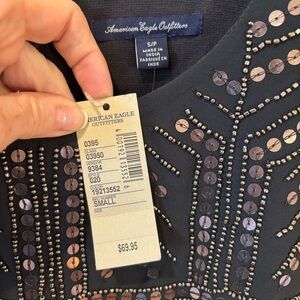 American Eagle Outfitters
S/P
MADE IN
INDIA
FABRIQUÉ EN
INDE
AMERICAN EAGLE
OUTFITTERS
0395
03950
9384
020
19213552
SMALL
$69.95